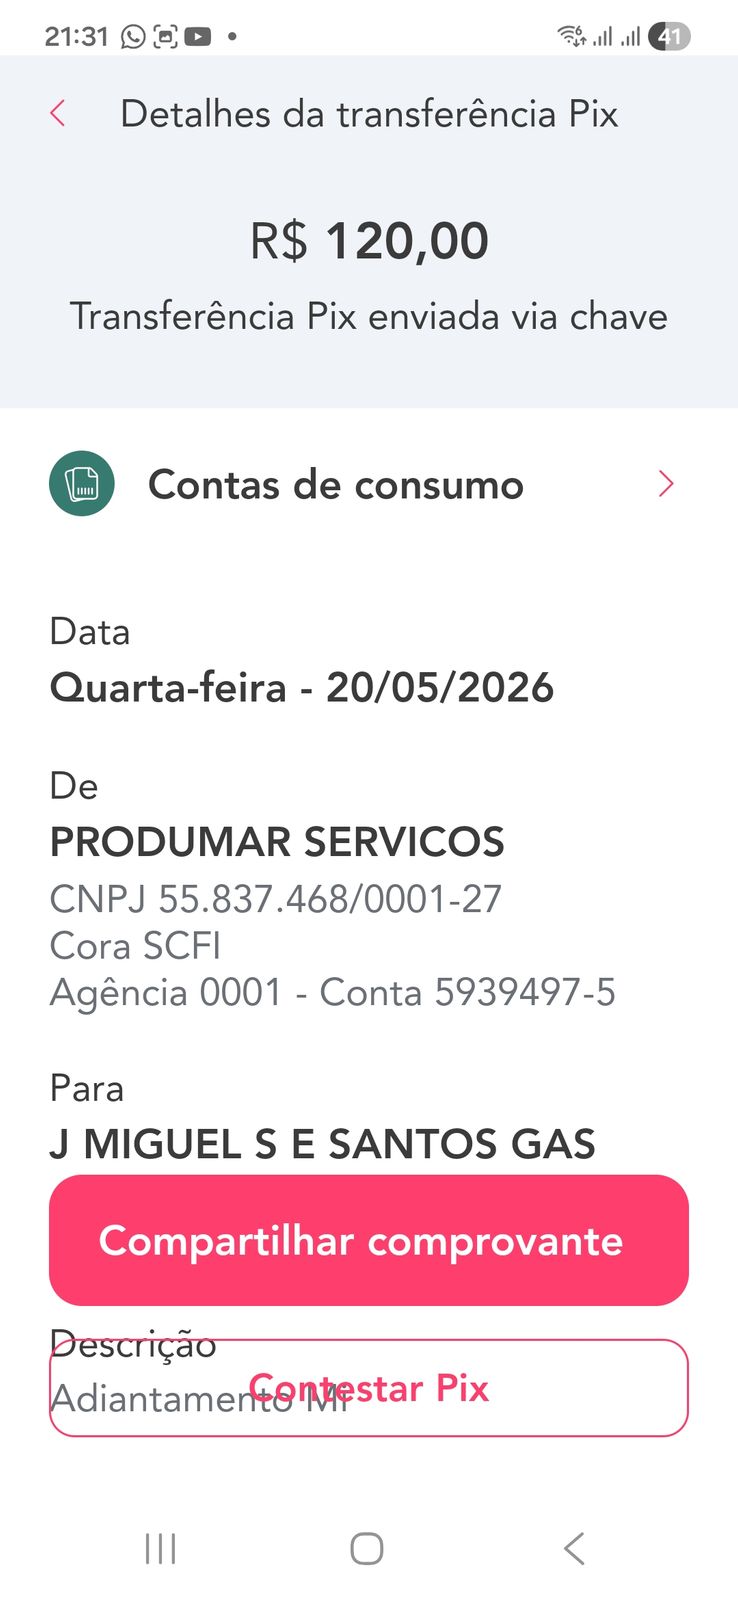 21:31
41
Detalhes da transferência Pix
R$ 120,00
Transferência Pix enviada via chave
Contas de consumo
Data
Quarta-feira - 20/05/2026
De
PRODUMAR SERVICOS
CNPJ 55.837.468/0001-27
Cora SCFI
Agência 0001 - Conta 5939497-5
Para
J MIGUEL S E SANTOS GAS
Compartilhar comprovante
Descrição
Adiantamento
Contestar Pix